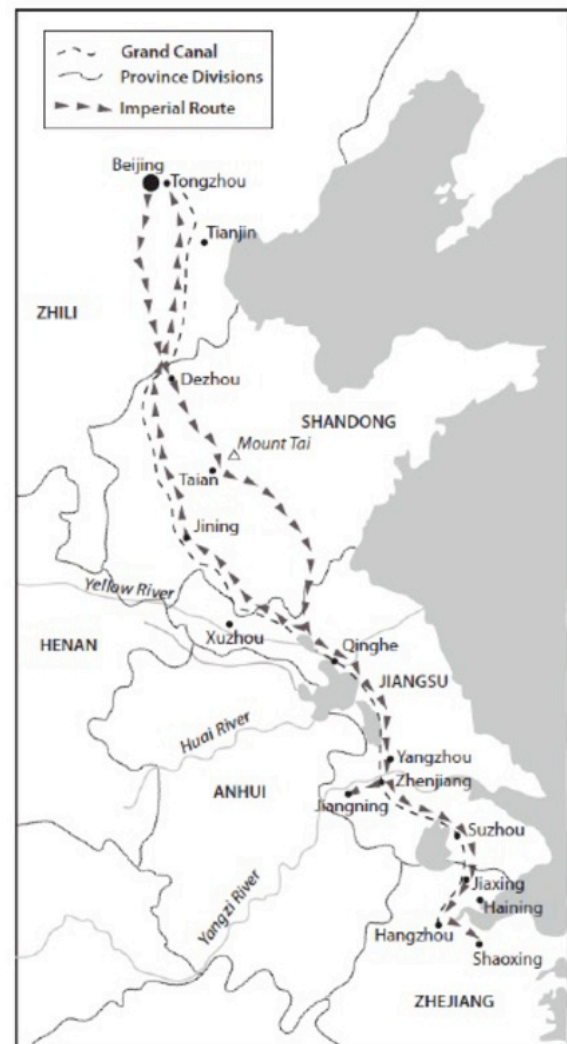 Grand Canal
Province Divisions
Imperial Route
Beijing
Tongzhou
Tianjin
ZHILI
Dezhou
SHANDONG
Mount Tai
Taian
Jining
Yellow River
Xuzhou
HENAN
Qinghe
JIANGSU
Huai River
Yangzhou
ANHUI
Zhenjiang
Jiangning
Suzhou
Jiaxing
Haining
Yangzi River
Hangzhou
Shaoxing
ZHEJIANG